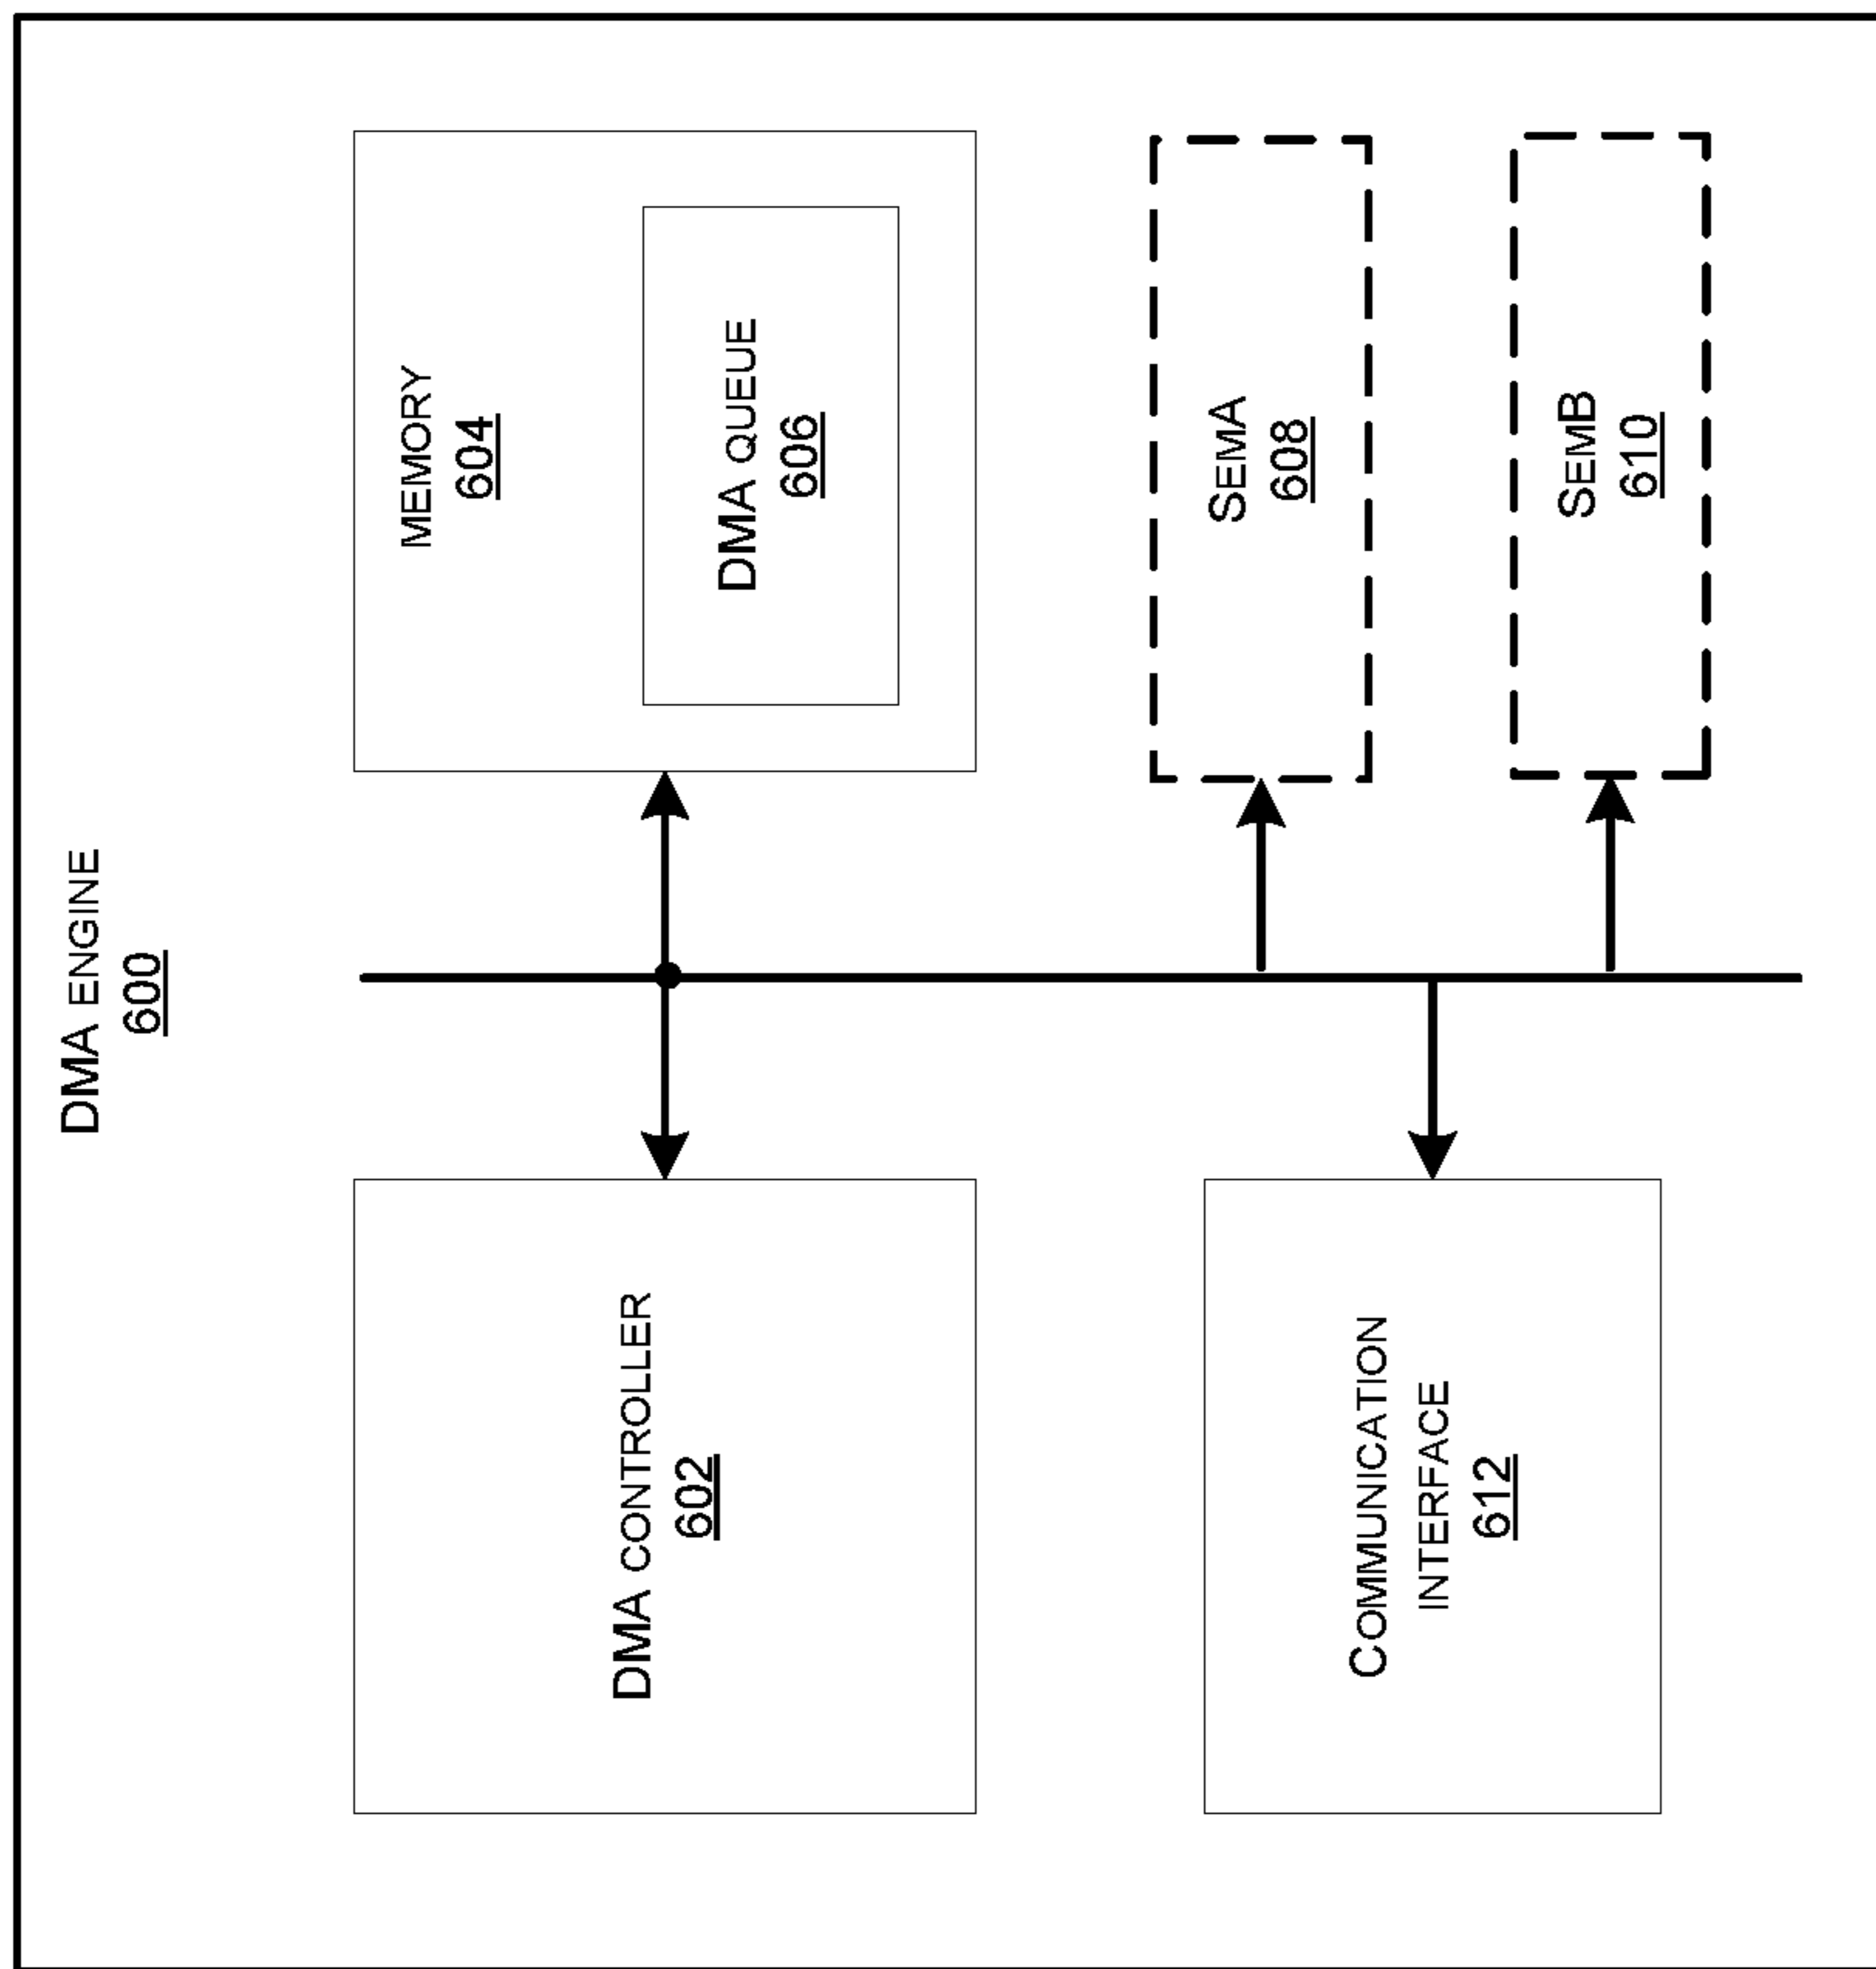 DMA ENGINE
600
DMA CONTROLLER
602
MEMORY
604
DMA QUEUE
606
COMMUNICATION
INTERFACE
612
SEMA
608
SEMB
610